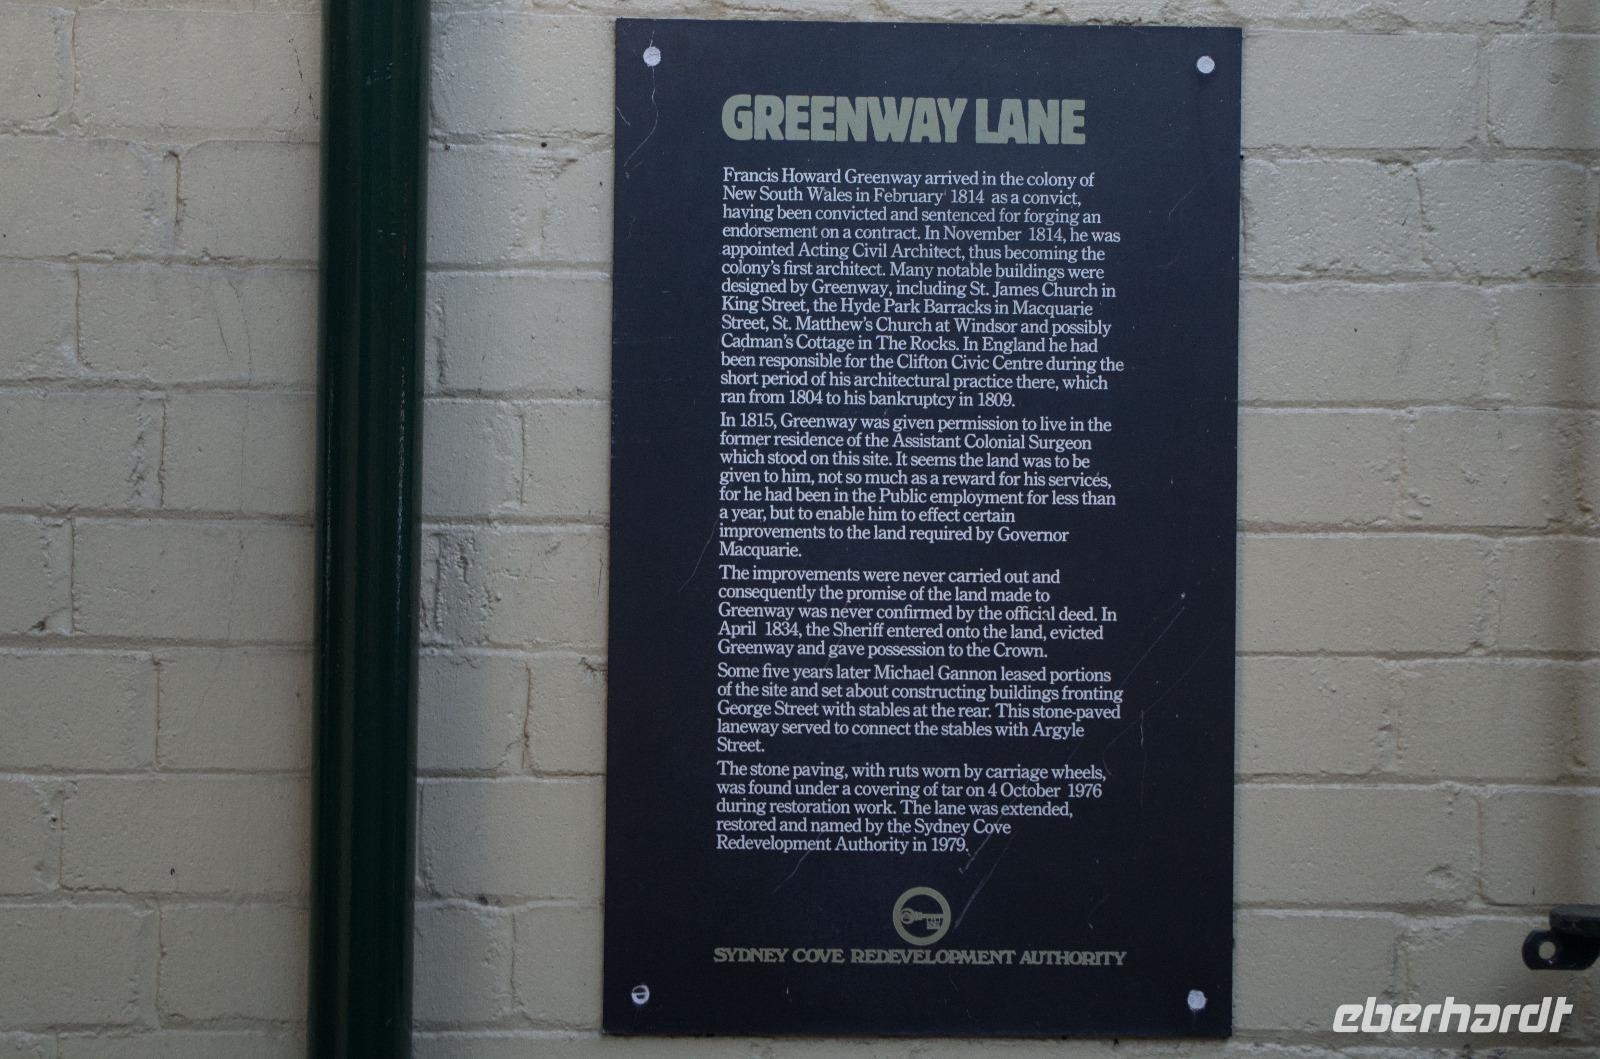 GREENWAY LANE
Francis Howard Greenway arrived in the colony of
New South Wales in February 1814 as a convict,
having been convicted and sentenced for forging an
endorsement on a contract. In November 1814, he was
appointed Acting Civil Architect, thus becoming the
colony's first architect. Many notable buildings were
designed by Greenway, including St. James Church in
King Street, the Hyde Park Barracks in Macquarie
Street, St. Matthew's Church at Windsor and possibly
Cadman's Cottage in The Rocks. In England he had
been responsible for the Clifton Civic Centre during the
short period of his architectural practice there, which
ran from 1804 to his bankruptcy in 1809.
In 1815, Greenway was given permission to live in the
former residence of the Assistant Colonial Surgeon
which stood on this site. It seems the land was to be
given to him, not so much as a reward for his services,
for he had been in the Public employment for less than
a year, but to enable him to effect certain
improvements to the land required by Governor
Macquarie.
The improvements were never carried out and
consequently the promise of the land made to
Greenway was never confirmed by the official deed. In
April 1834, the Sheriff entered onto the land, evicted
Greenway and gave possession to the Crown.
Some five years later Michael Gannon leased portions
of the site and set about constructing buildings fronting
George Street with stables at the rear. This stone-paved
laneway served to connect the stables with Argyle
Street.
The stone paving, with ruts worn by carriage wheels,
was found under a covering of tar on 4 October 1976
during restoration work. The lane was extended,
restored and named by the Sydney Cove
Redevelopment Authority in 1979.
SYDNEY COVE REDEVELOPMENT AUTHORITY
eberhardt